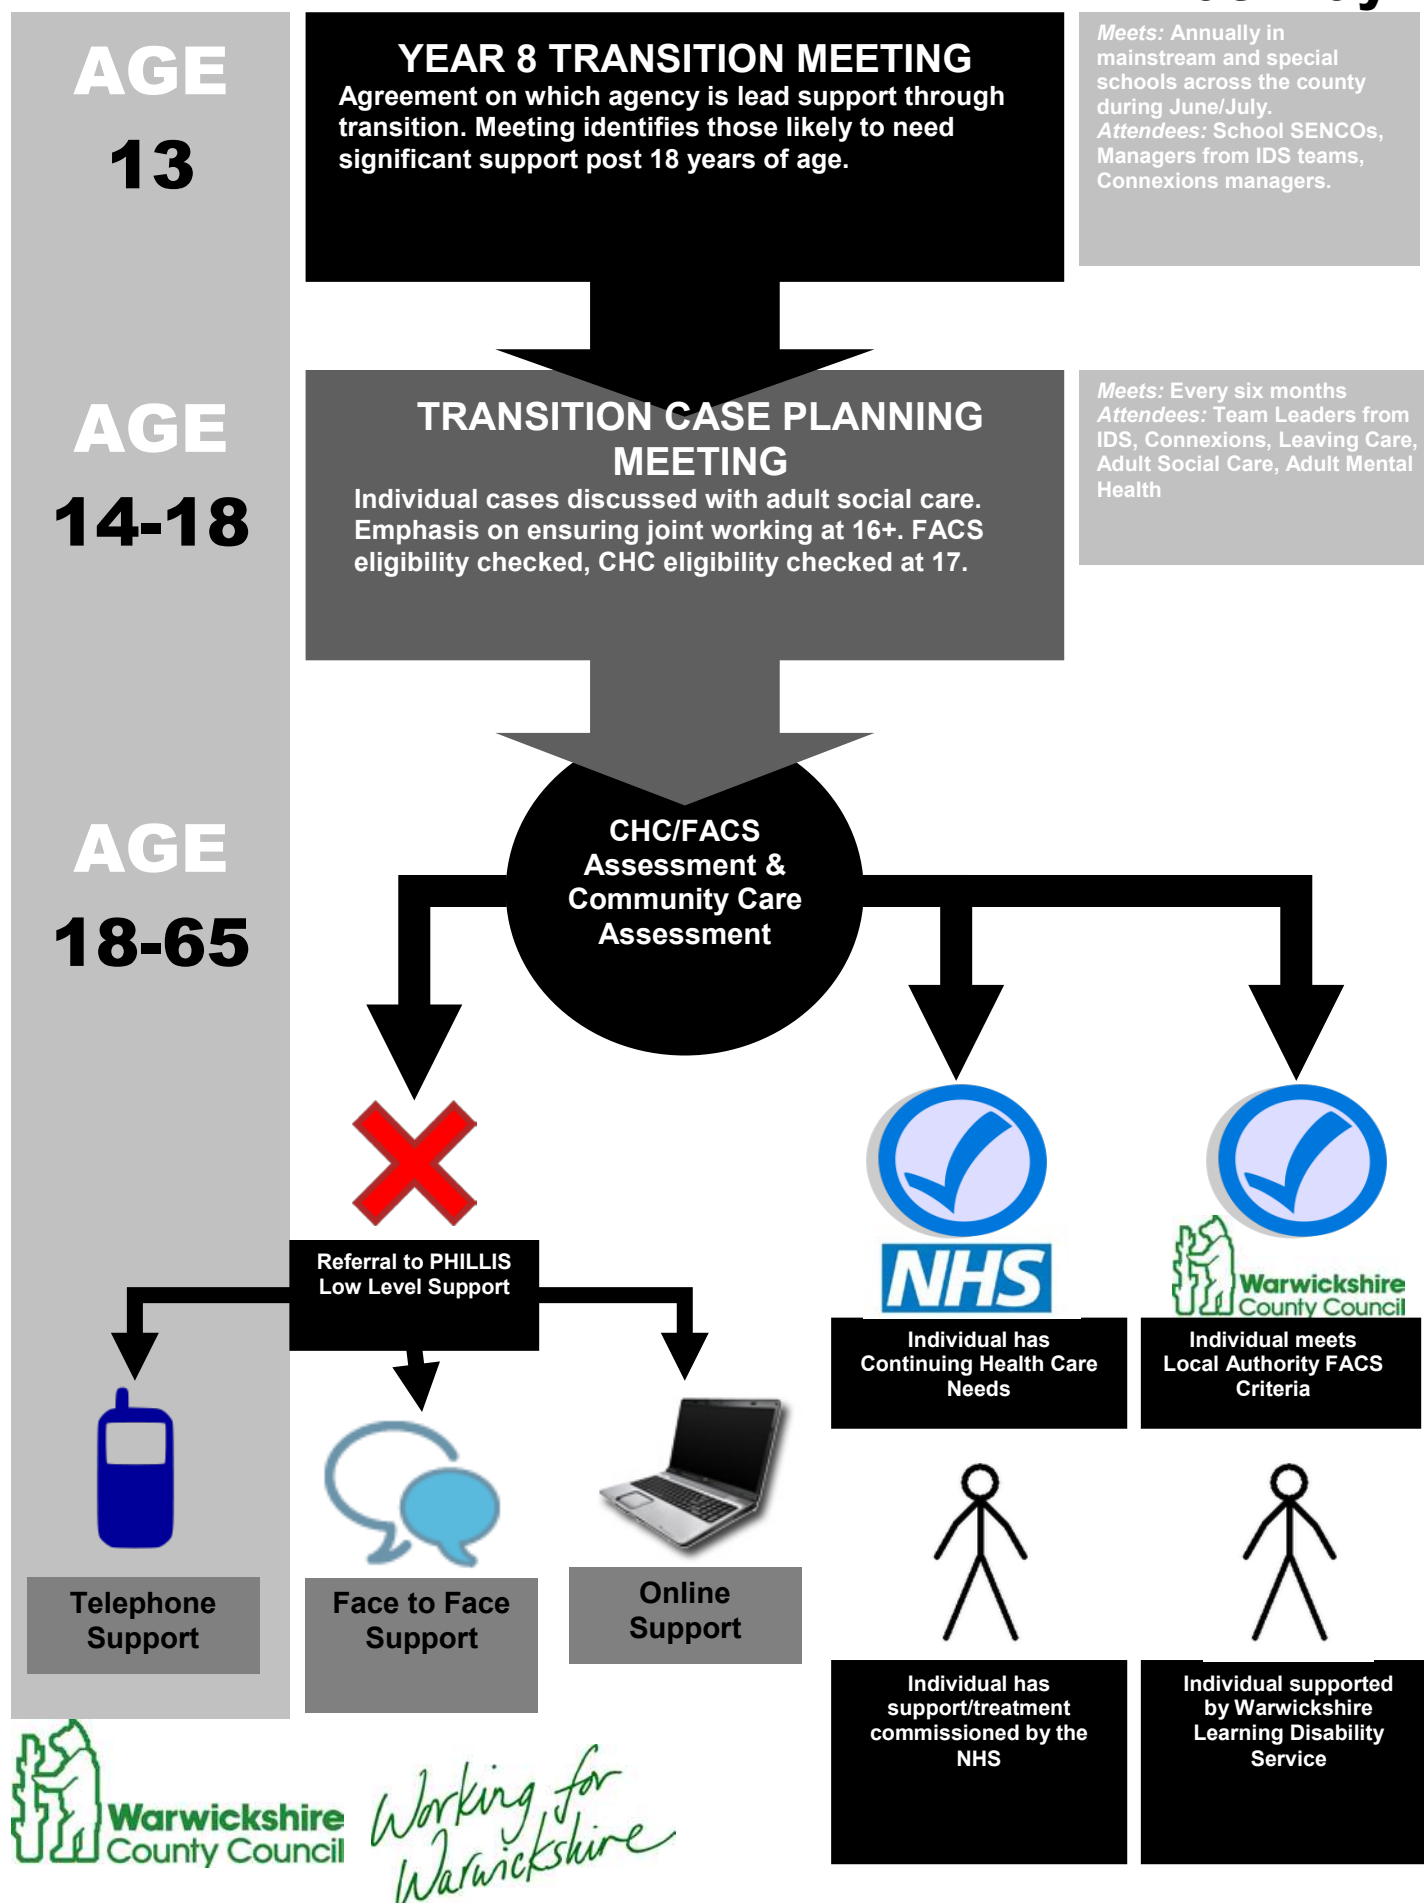 AGE
13
YEAR 8 TRANSITION MEETING
Agreement on which agency is lead support through
transition. Meeting identifies those likely to need
significant support post 18 years of age.
Meets: Annually in
mainstream and special
schools across the county
during June/July.
Attendees: School SENCOs,
Managers from IDS teams,
Connexions managers.
AGE
14-18
TRANSITION CASE PLANNING
MEETING
Individual cases discussed with adult social care.
Emphasis on ensuring joint working at 16+. FACS
eligibility checked, CHC eligibility checked at 17.
Meets: Every six months
Attendees: Team Leaders from
IDS, Connexions, Leaving Care,
Adult Social Care, Adult Mental
Health
AGE
18-65
CHC/FACS
Assessment &
Community Care
Assessment
Referral to PHILLIS
Low Level Support
NHS
Warwickshire
County Council
Individual has
Continuing Health Care
Needs
Individual meets
Local Authority FACS
Criteria
Telephone
Support
Face to Face
Support
Online
Support
Individual has
support/treatment
commissioned by the
NHS
Individual supported
by Warwickshire
Learning Disability
Service
Warwickshire
County Council
Working for
Warwickshire